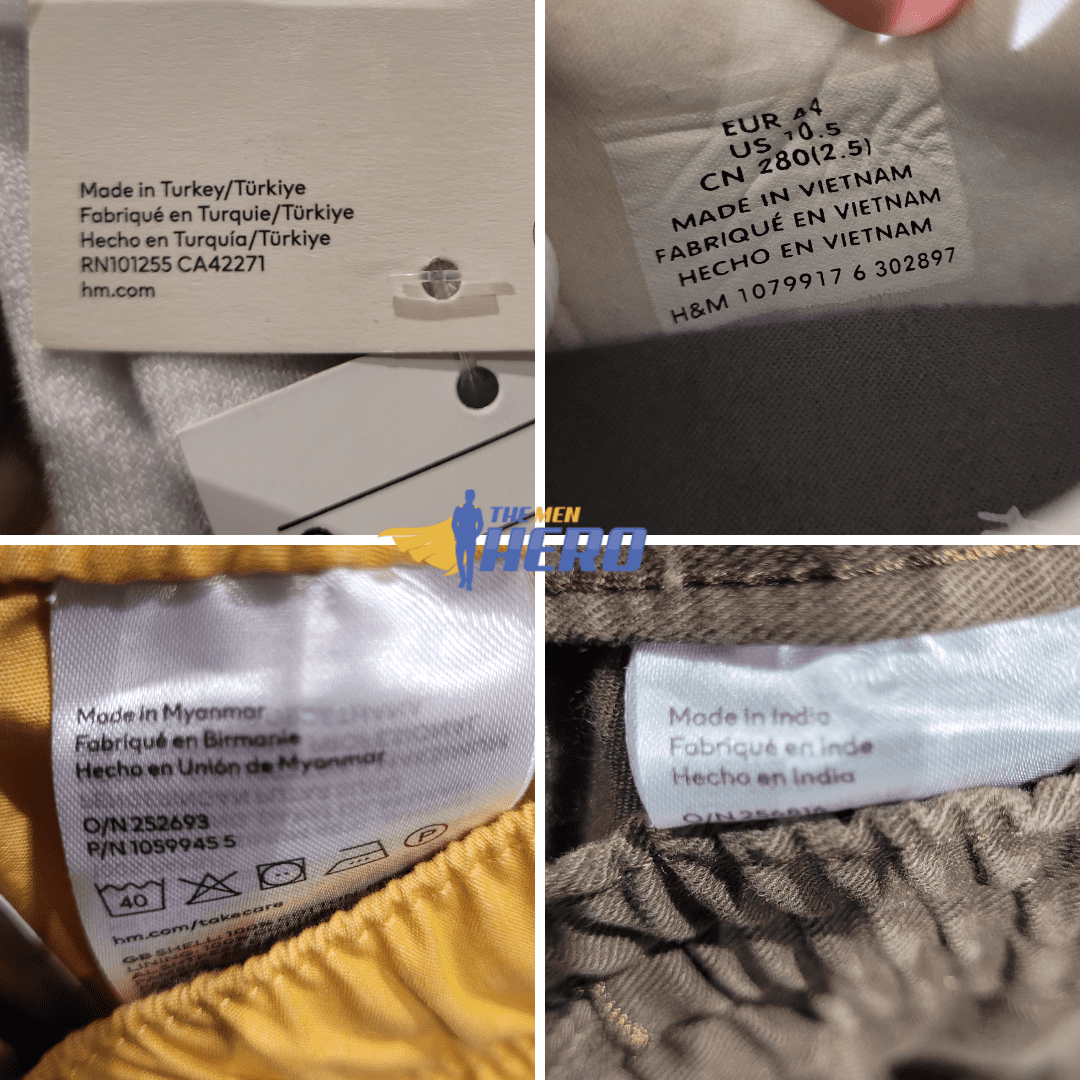 Made in Turkey/Türkiye
Fabriqué en Turquie/Türkiye
Hecho en Turquía/Türkiye
RN101255 CA42271
hm.com
EUR 44
US 10.5
CN 280(2.5)
MADE IN VIETNAM
FABRIQUÉ EN VIETNAM
HECHO EN VIETNAM
H&M 1079917 6 302897
THE MEN
HERO
Made in Myanmar
Fabriqué en Birmanie
Hecho en Unión de Myanmar
O/N 252693
P/N 1059945 5
40
P
hm.com/takecare
GB SHELL: 100%
Made in India
Fabriqué en Inde
Hecho en India
O/N